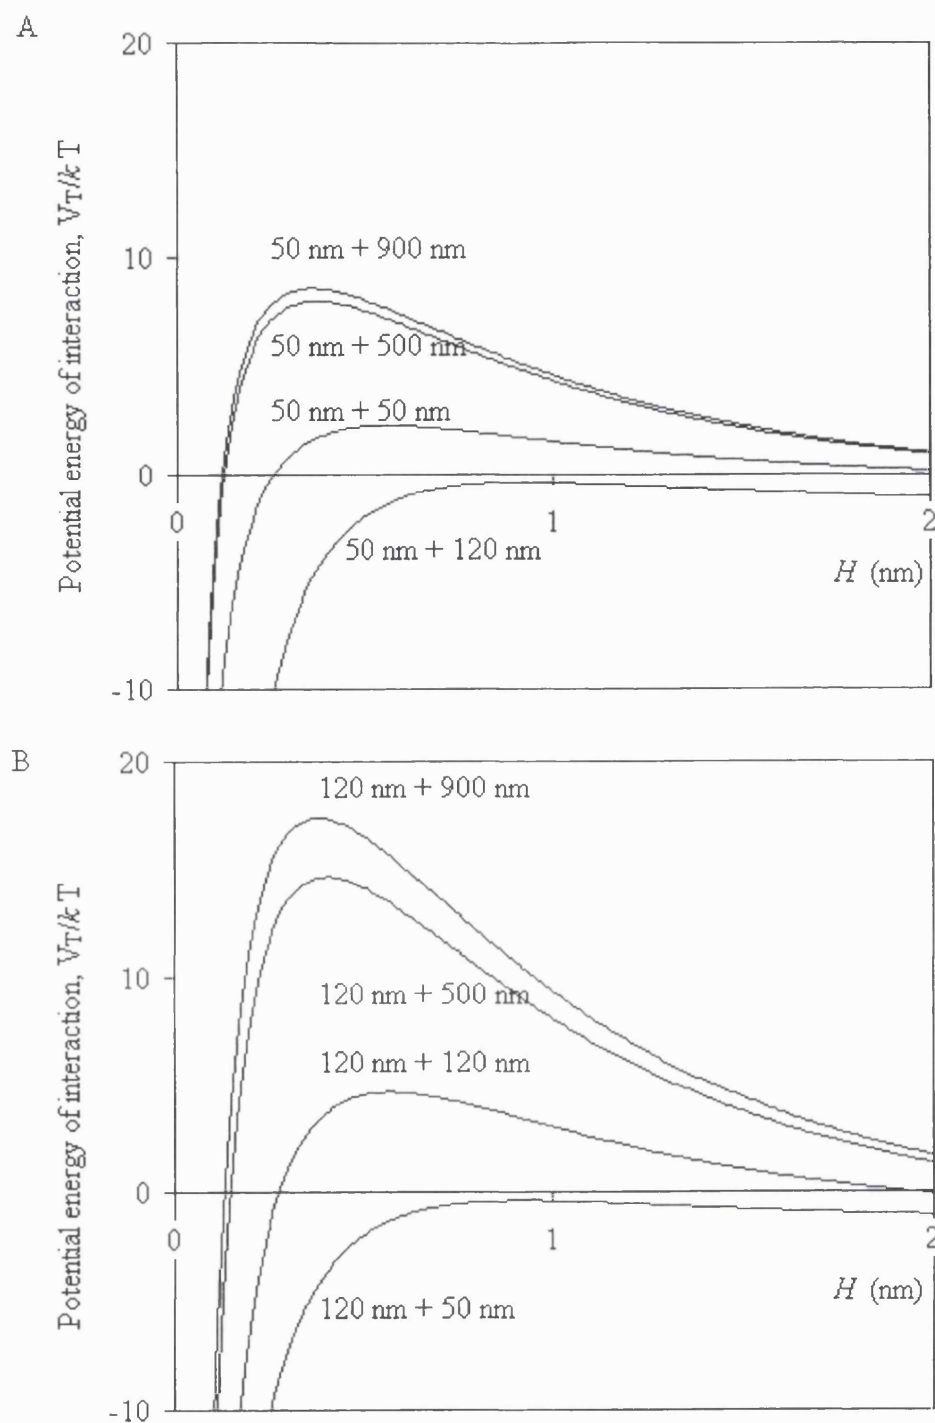 A
20
Potential energy of interaction, VT/kT
50 nm + 900 nm
10
50 nm + 500 nm
50 nm + 50 nm
0
0
1
2
50 nm + 120 nm
H (nm)
-10
B
20
120 nm + 900 nm
Potential energy of interaction, VT/kT
10
120 nm + 500 nm
120 nm + 120 nm
0
0
1
2
H (nm)
120 nm + 50 nm
-10